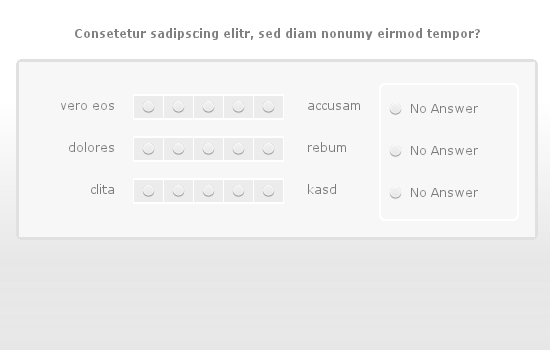 Consetetur sadipscing elitr, sed diam nonumy eirmod tempor?
vero eos accusam No Answer
dolores rebum No Answer
clita kasd No Answer